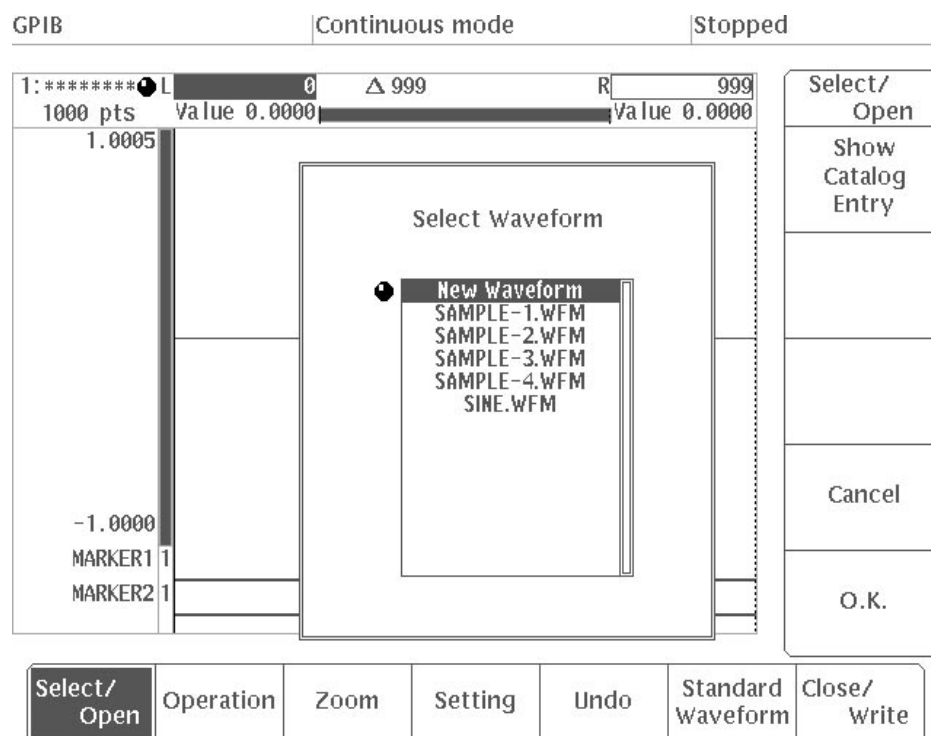 GPIB Continuous mode Stopped
1:******** L 0 Δ 999 R 999
1000 pts Value 0.0000 Value 0.0000
1.0005
-1.0000
MARKER1 1
MARKER2 1
Select Waveform
New Waveform
SAMPLE-1.WFM
SAMPLE-2.WFM
SAMPLE-3.WFM
SAMPLE-4.WFM
SINE.WFM
Select/
Open
Show
Catalog
Entry
Cancel
O.K.
Select/
Open
Operation
Zoom
Setting
Undo
Standard
Waveform
Close/
Write